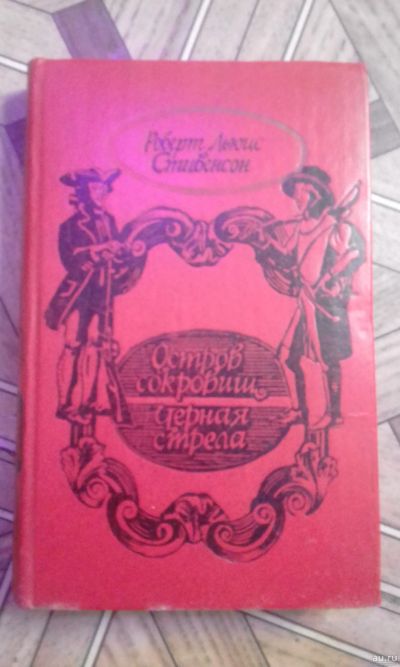 Роберт Льюис
Стивенсон
Остров
сокровищ
Черная
стрела
au.ru